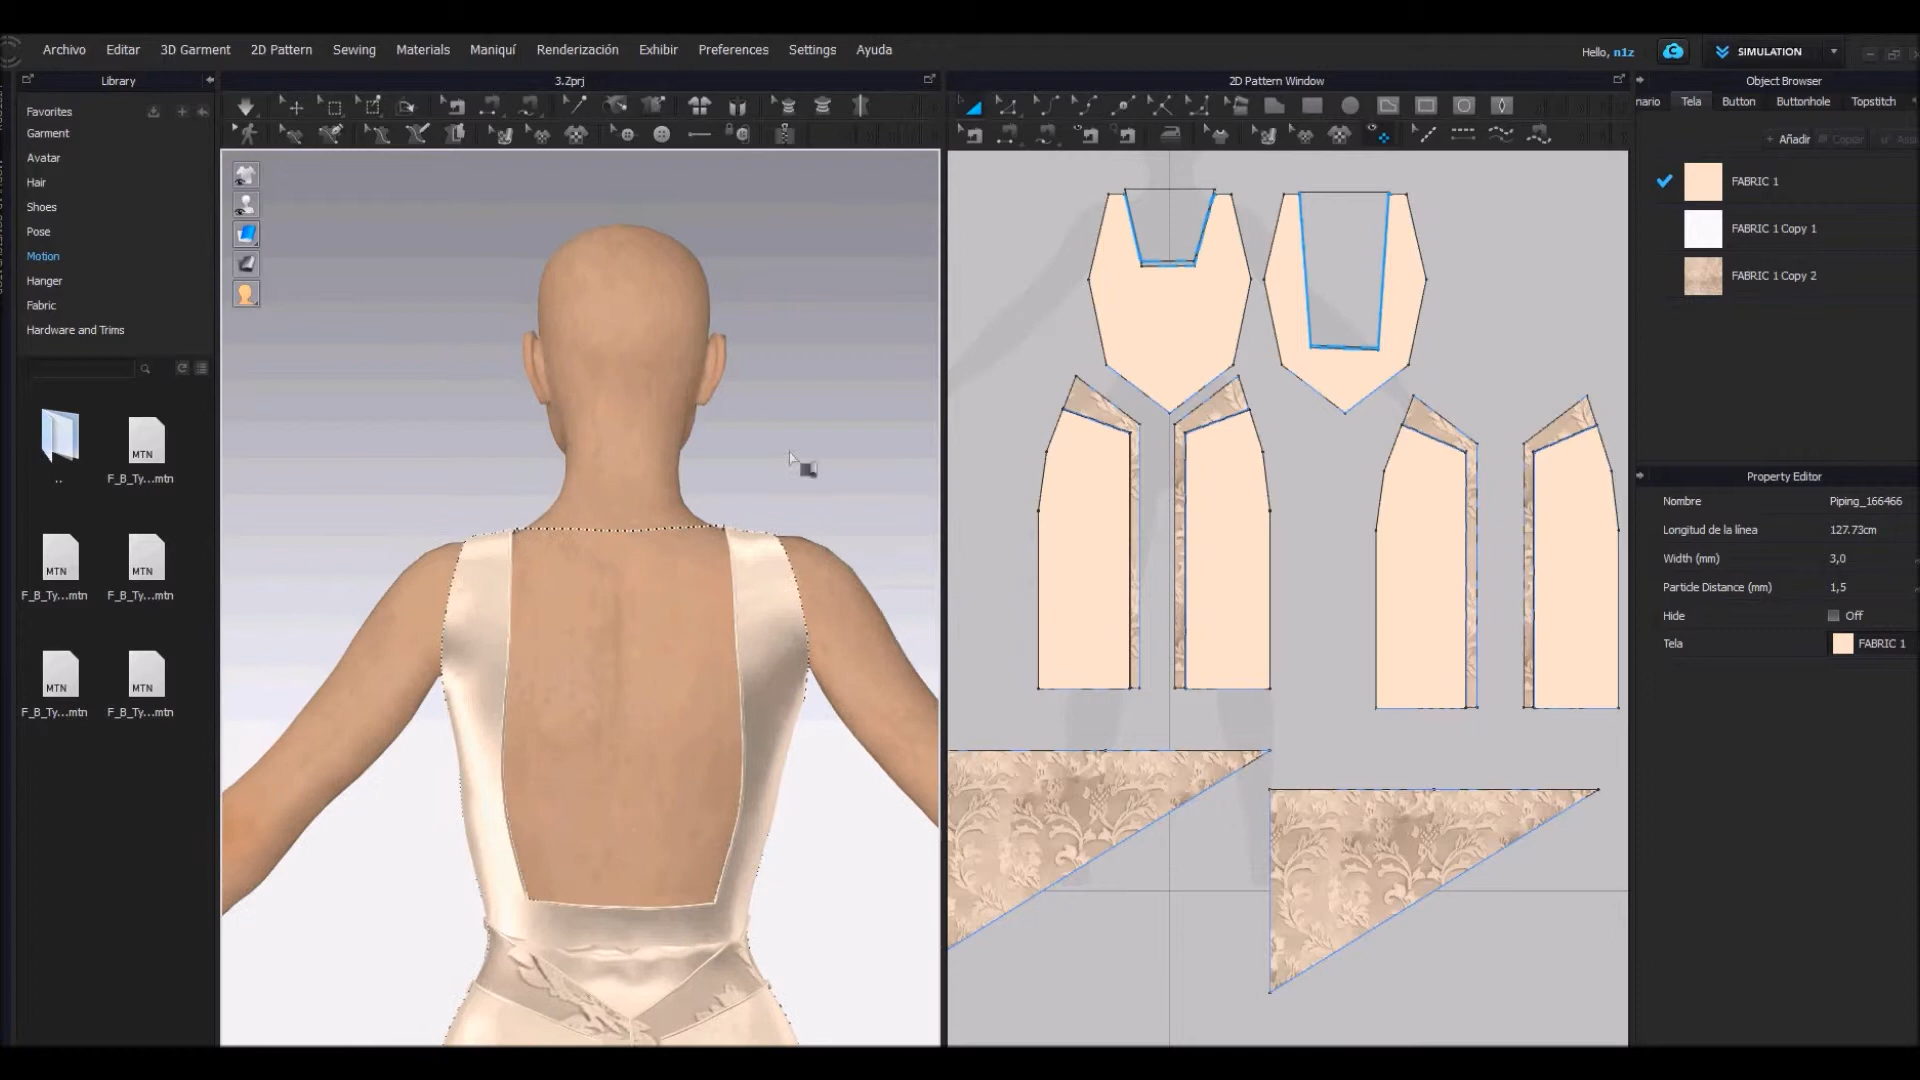 Archivo Editar 3D Garment 2D Pattern Sewing Materials Maniquí Renderización Exhibir Preferences Settings Ayuda Hello, n1z SIMULATION
Library 3.Zprj 2D Pattern Window Object Browser
nario Tela Button Buttonhole Topstitch
+ Añadir Copiar
Favorites
Garment
Avatar
Hair
Shoes
Pose
Motion
Hanger
Fabric
Hardware and Trims
..
MTN
F_B_Ty...mtn
MTN
F_B_Ty...mtn
MTN
F_B_Ty...mtn
MTN
F_B_Ty...mtn
MTN
F_B_Ty...mtn
FABRIC 1
FABRIC 1 Copy 1
FABRIC 1 Copy 2
Property Editor
Nombre Piping_166466
Longitud de la línea 127.73cm
Width (mm) 3,0
Particle Distance (mm) 1,5
Hide Off
Tela FABRIC 1